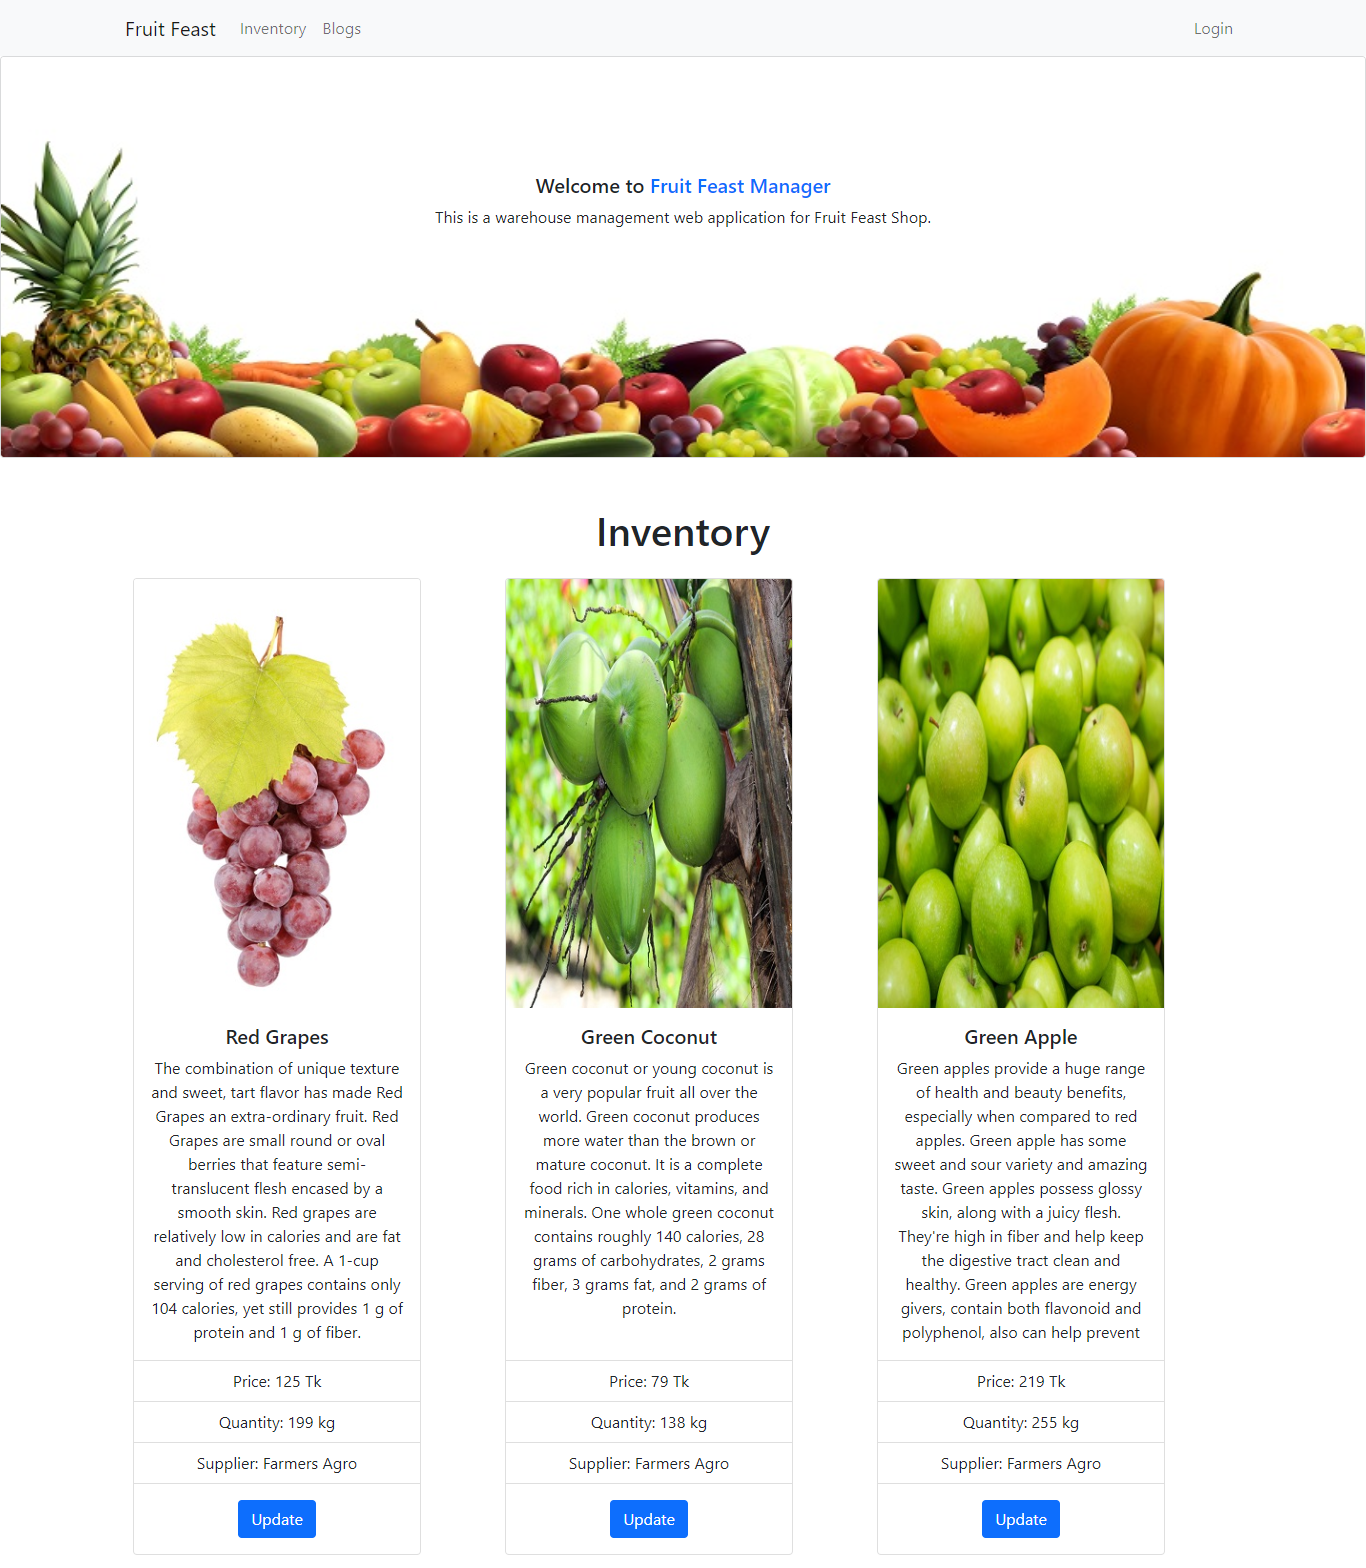 Fruit Feast Inventory Blogs Login
Welcome to Fruit Feast Manager
This is a warehouse management web application for Fruit Feast Shop.
Inventory
Red Grapes
The combination of unique texture
and sweet, tart flavor has made Red
Grapes an extra-ordinary fruit. Red
Grapes are small round or oval
berries that feature semi-
translucent flesh encased by a
smooth skin. Red grapes are
relatively low in calories and are fat
and cholesterol free. A 1-cup
serving of red grapes contains only
104 calories, yet still provides 1 g of
protein and 1 g of fiber.
Price: 125 Tk
Quantity: 199 kg
Supplier: Farmers Agro
Update
Green Coconut
Green coconut or young coconut is
a very popular fruit all over the
world. Green coconut produces
more water than the brown or
mature coconut. It is a complete
food rich in calories, vitamins, and
minerals. One whole green coconut
contains roughly 140 calories, 28
grams of carbohydrates, 2 grams
fiber, 3 grams fat, and 2 grams of
protein.
Price: 79 Tk
Quantity: 138 kg
Supplier: Farmers Agro
Update
Green Apple
Green apples provide a huge range
of health and beauty benefits,
especially when compared to red
apples. Green apple has some
sweet and sour variety and amazing
taste. Green apples possess glossy
skin, along with a juicy flesh.
They're high in fiber and help keep
the digestive tract clean and
healthy. Green apples are energy
givers, contain both flavonoid and
polyphenol, also can help prevent
Price: 219 Tk
Quantity: 255 kg
Supplier: Farmers Agro
Update